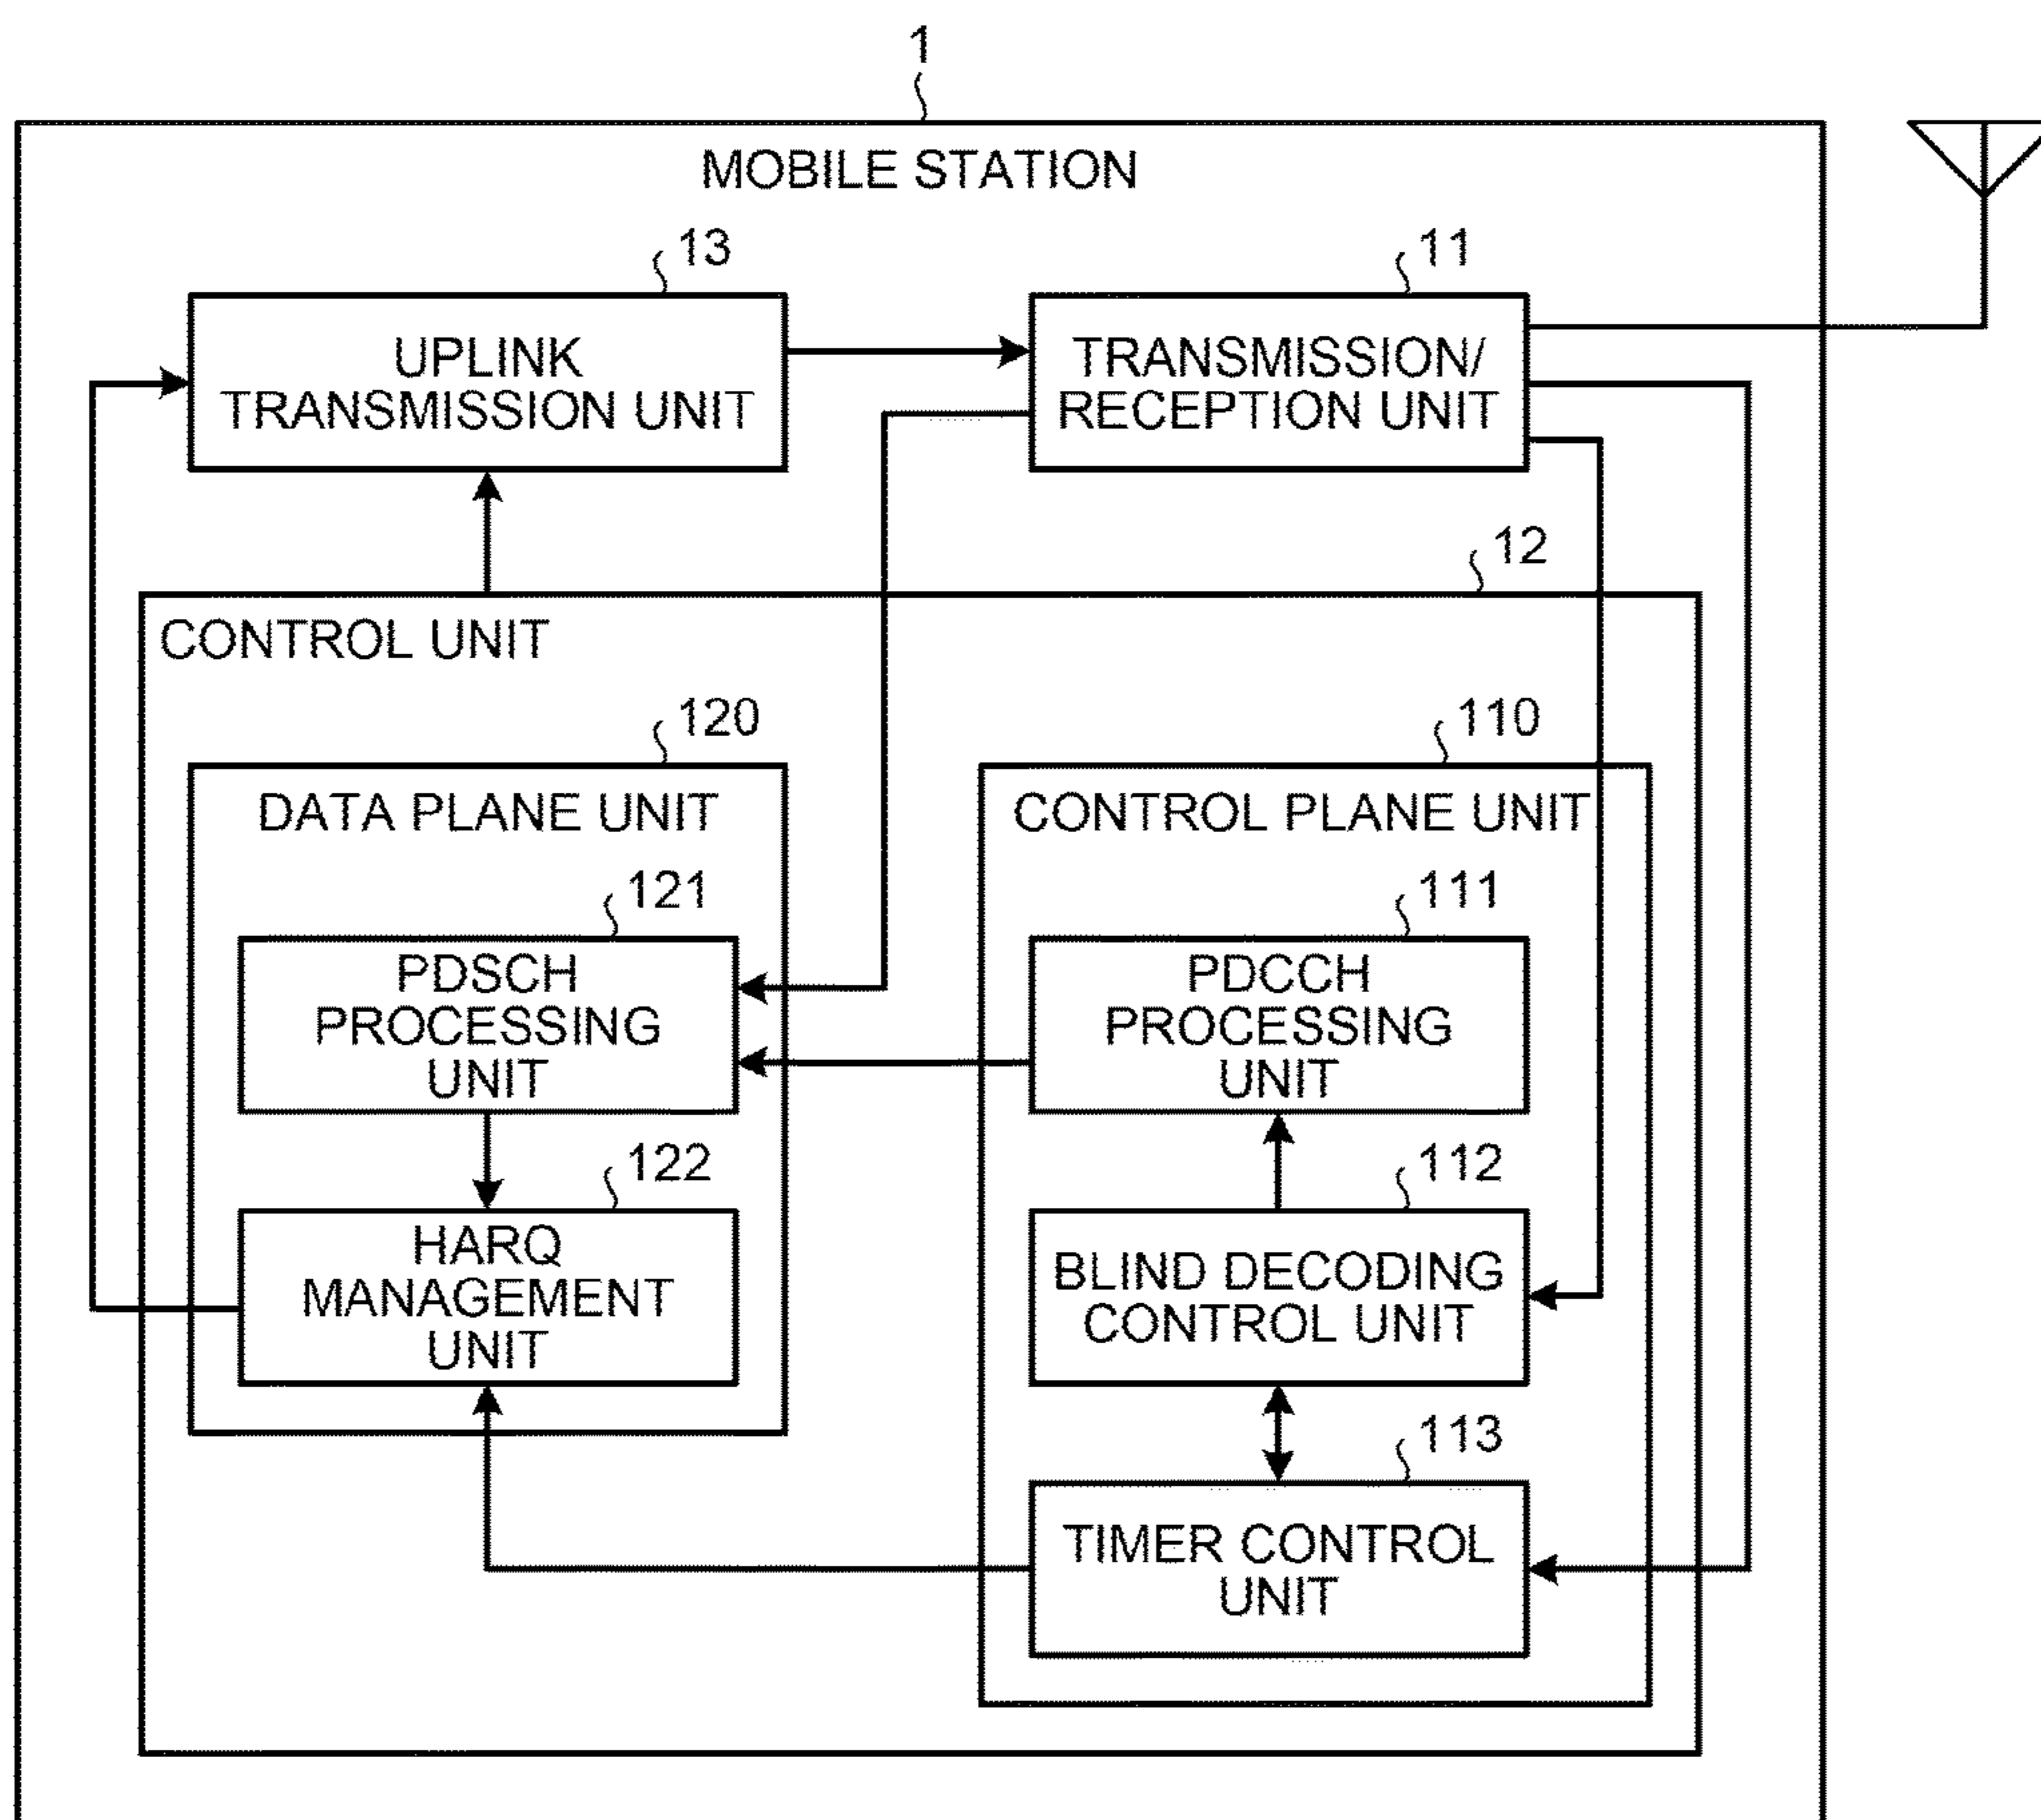 1
MOBILE STATION
13
11
UPLINK
TRANSMISSION UNIT
TRANSMISSION/
RECEPTION UNIT
12
CONTROL UNIT
120
110
DATA PLANE UNIT
CONTROL PLANE UNIT
121
111
PDSCH
PROCESSING
UNIT
PDCCH
PROCESSING
UNIT
122
112
HARQ
MANAGEMENT
UNIT
BLIND DECODING
CONTROL UNIT
113
TIMER CONTROL
UNIT